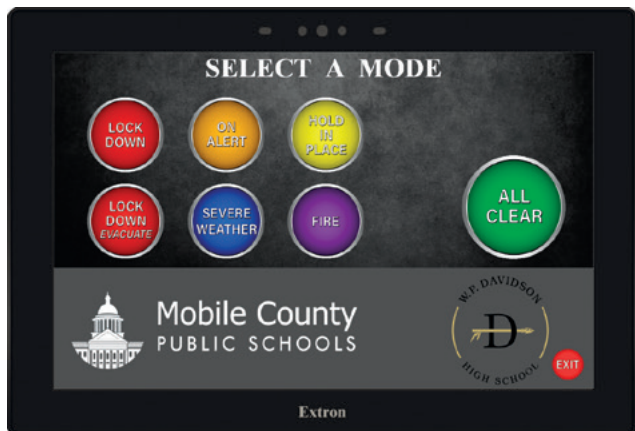 SELECT A MODE
LOCK
DOWN
ON
ALERT
HOLD
IN
PLACE
LOCK
DOWN
EVACUATE
SEVERE
WEATHER
FIRE
ALL
CLEAR
Mobile County
PUBLIC SCHOOLS
W.P. DAVIDSON
D
HIGH SCHOOL
EXIT
Extron